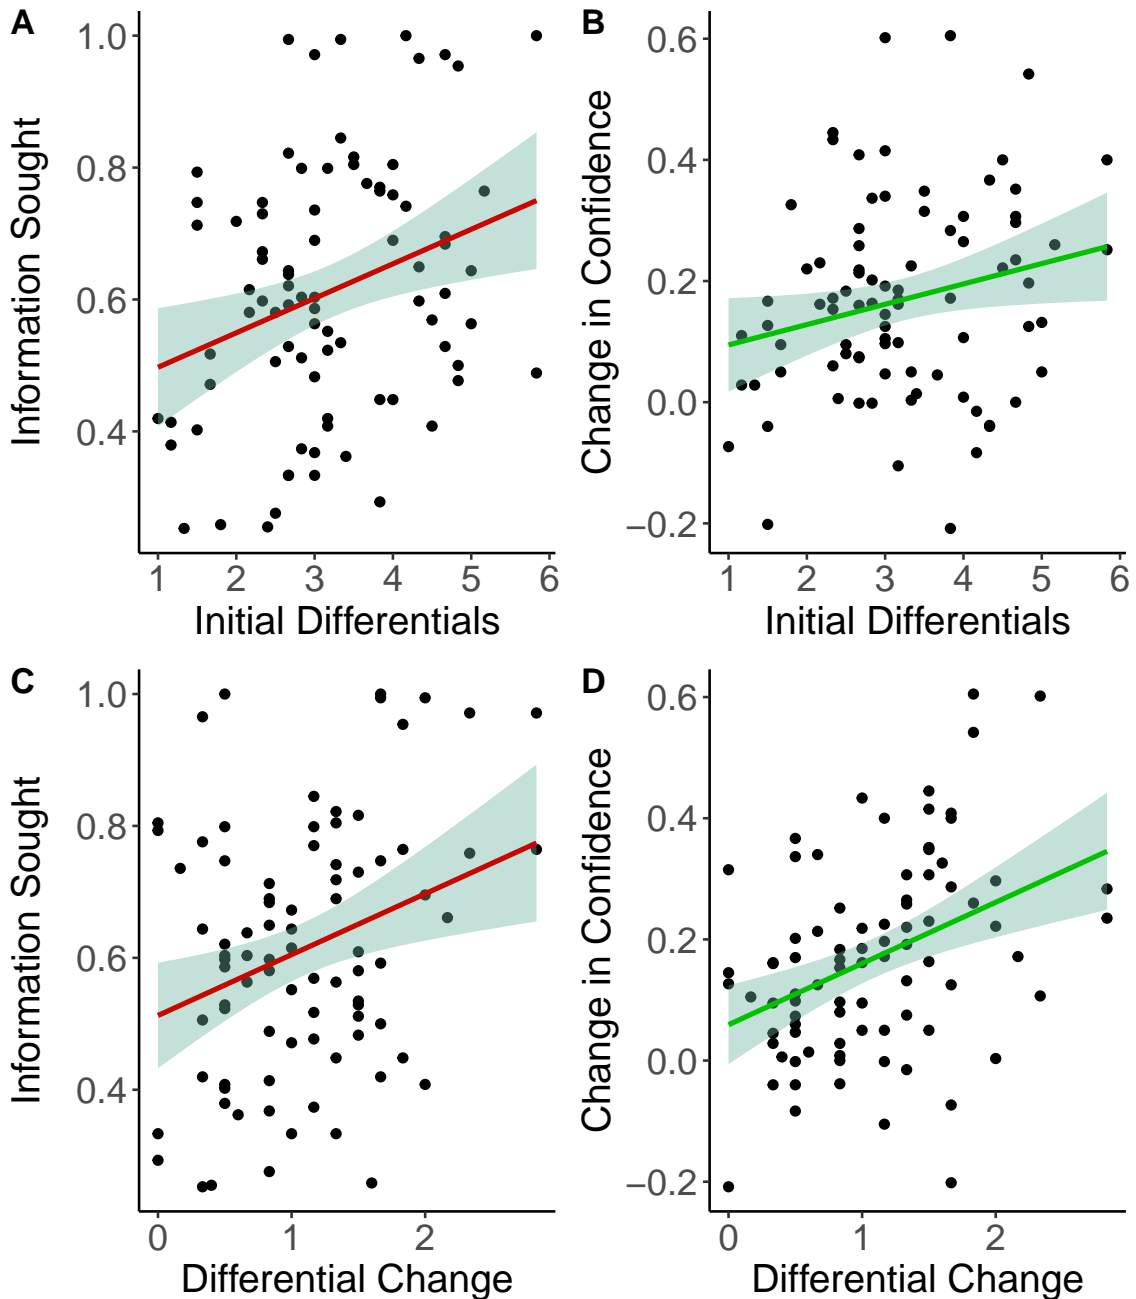 A
Information Sought
1.0
0.8
0.6
0.4
1 2 3 4 5 6
Initial Differentials
B
Change in Confidence
0.6
0.4
0.2
0.0
−0.2
1 2 3 4 5 6
Initial Differentials
C
Information Sought
1.0
0.8
0.6
0.4
0 1 2
Differential Change
D
Change in Confidence
0.6
0.4
0.2
0.0
−0.2
0 1 2
Differential Change